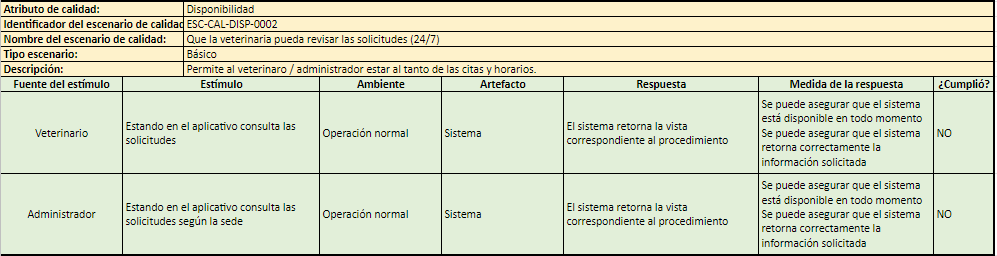 Atributo de calidad: Disponibilidad
Identificador del escenario de calidad ESC-CAL-DISP-0002
Nombre del escenario de calidad: Que la veterinaria pueda revisar las solicitudes (24/7)
Tipo escenario: Básico
Descripción: Permite al veterinaro / administrador estar al tanto de las citas y horarios.
Fuente del estímulo Estímulo Ambiente Artefacto Respuesta Medida de la respuesta ¿Cumplió?
Veterinario
Estando en el aplicativo consulta las
solicitudes
Operación normal
Sistema
El sistema retorna la vista
correspondiente al procedimiento
Se puede asegurar que el sistema
está disponible en todo momento
Se puede asegurar que el sistema
retorna correctamente la
información solicitada
NO
Administrador
Estando en el aplicativo consulta las
solicitudes según la sede
Operación normal
Sistema
El sistema retorna la vista
correspondiente al procedimiento
Se puede asegurar que el sistema
está disponible en todo momento
Se puede asegurar que el sistema
retorna correctamente la
información solicitada
NO